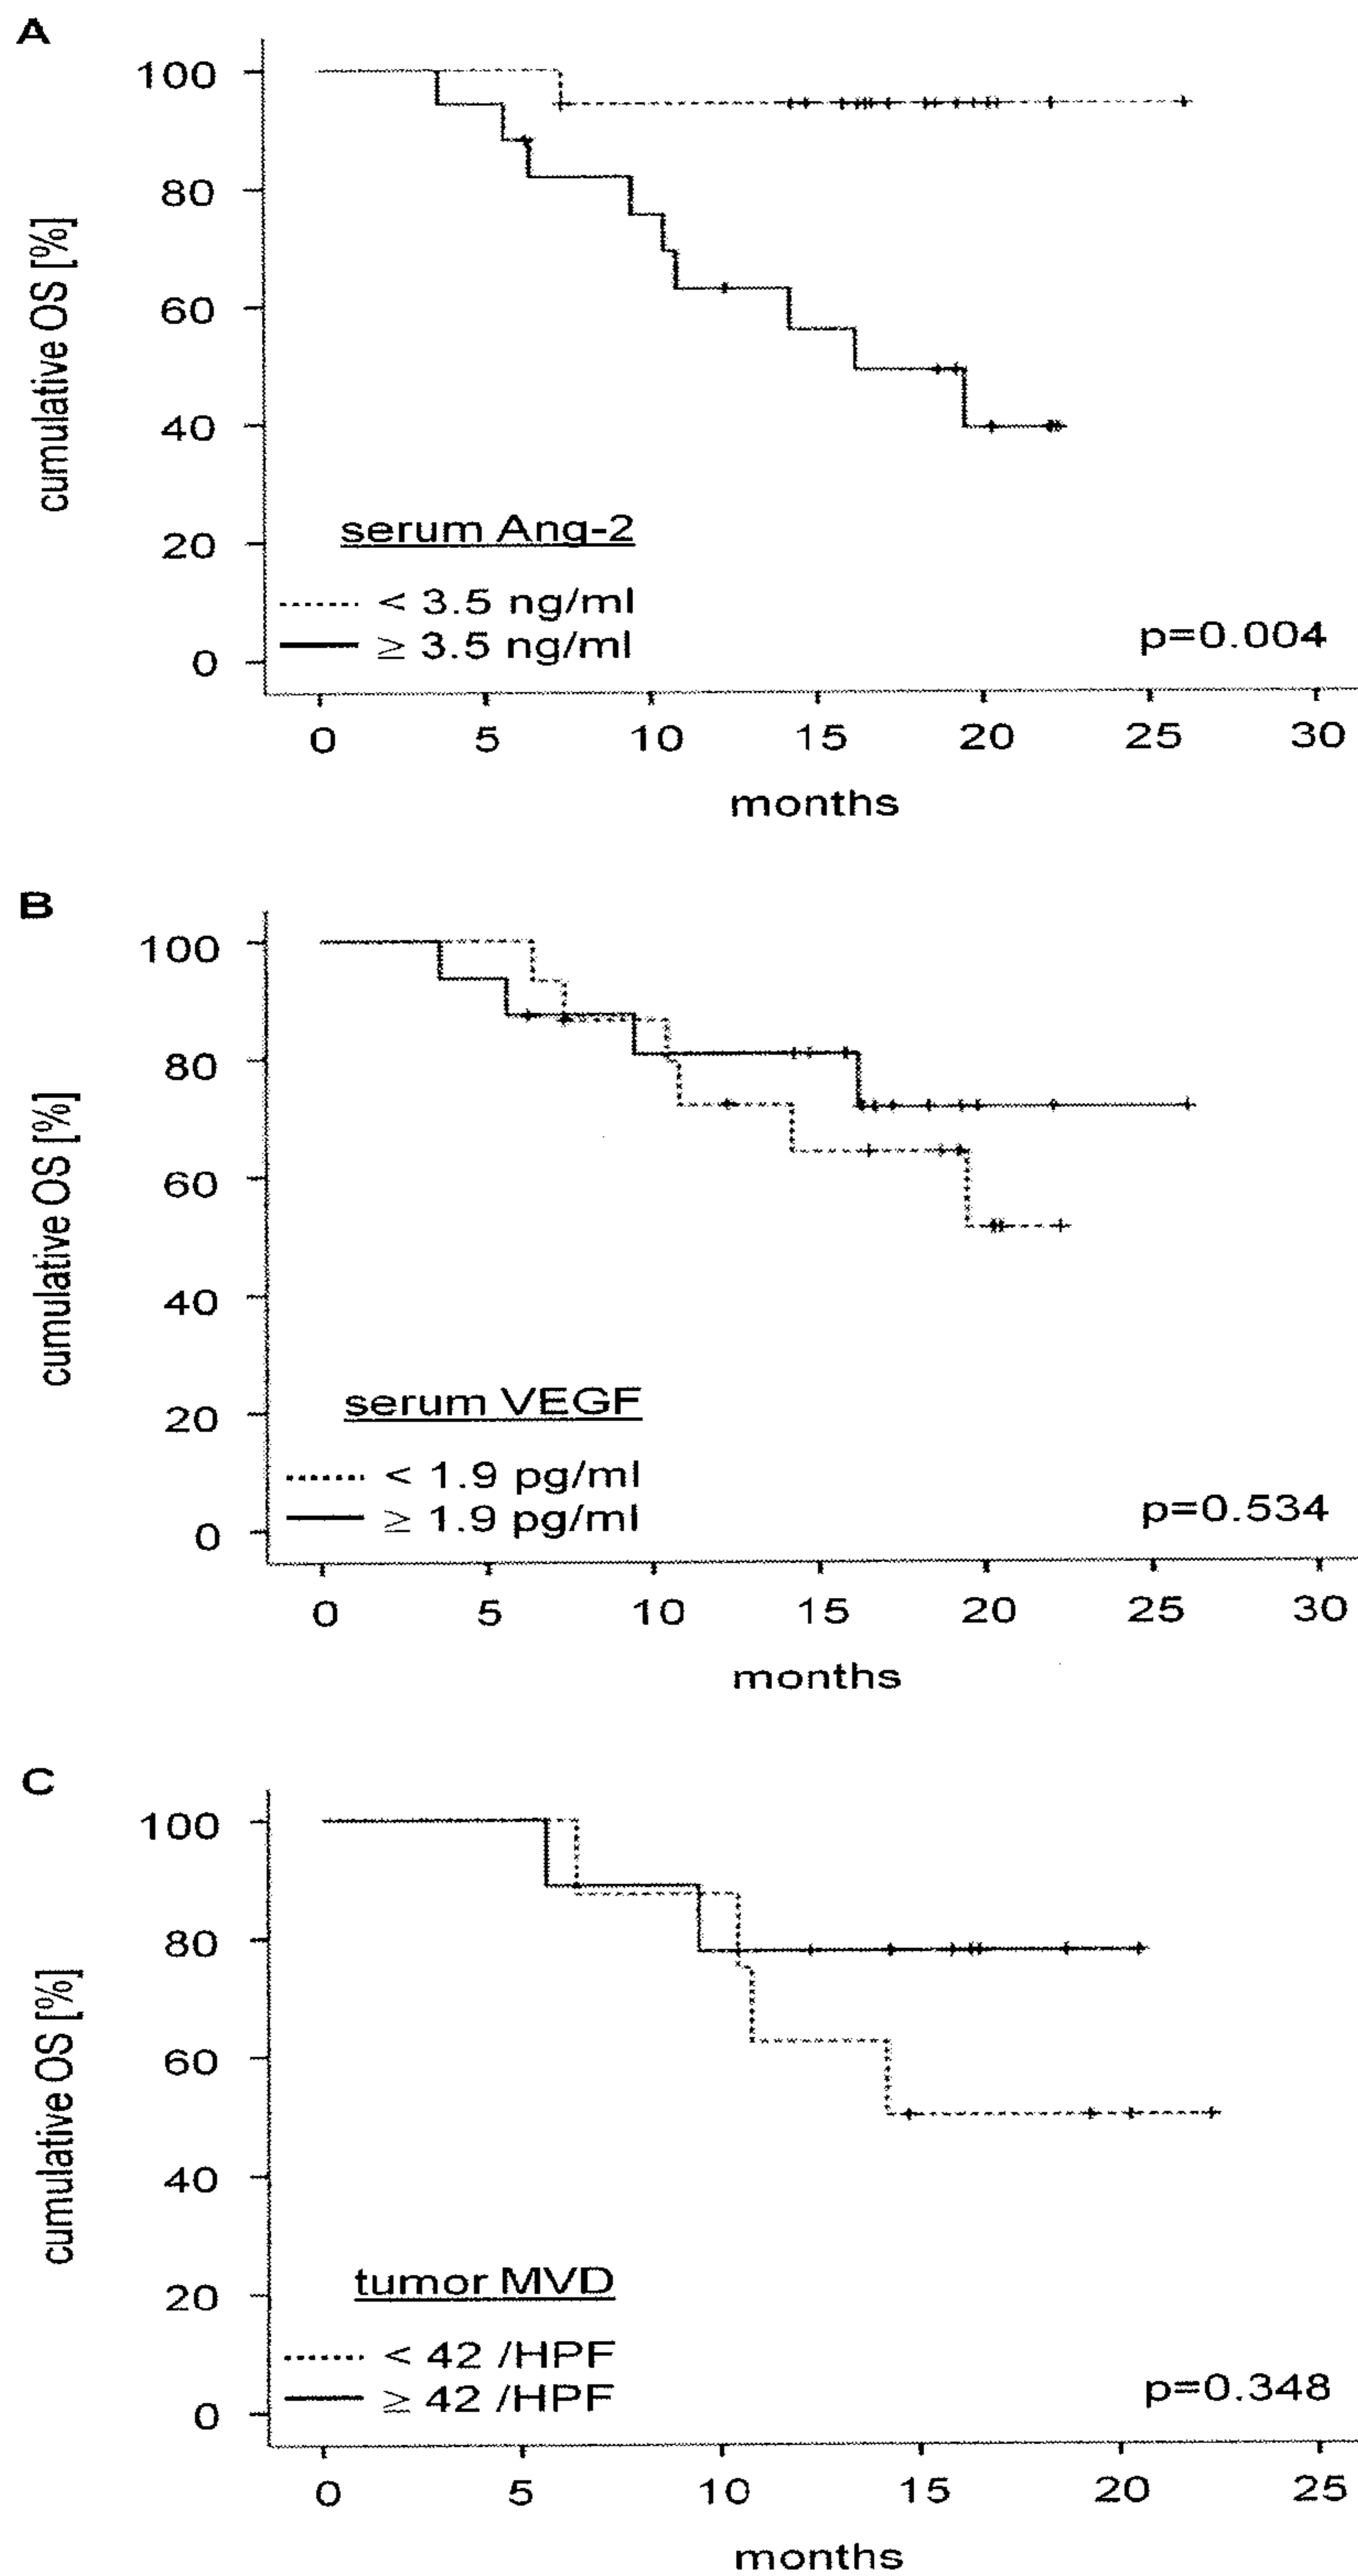 A
100
80
60
40
20
0
cumulative OS [%]
serum Ang-2
< 3.5 ng/ml
≥ 3.5 ng/ml
p=0.004
0 5 10 15 20 25 30
months
B
100
80
60
40
20
0
cumulative OS [%]
serum VEGF
< 1.9 pg/ml
≥ 1.9 pg/ml
p=0.534
0 5 10 15 20 25 30
months
C
100
80
60
40
20
0
cumulative OS [%]
tumor MVD
< 42 /HPF
≥ 42 /HPF
p=0.348
0 5 10 15 20 25
months